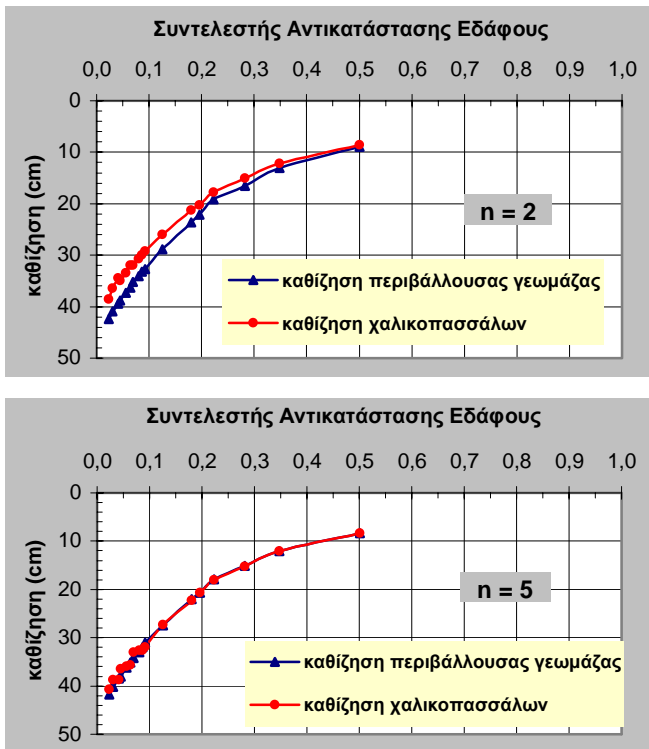 Συντελεστής Αντικατάστασης Εδάφους
0,0 0,1 0,2 0,3 0,4 0,5 0,6 0,7 0,8 0,9 1,0
0
10
20
30
40
50
καθίζηση (cm)
n = 2
καθίζηση περιβάλλουσας γεωμάζας
καθίζηση χαλικοπασσάλων
Συντελεστής Αντικατάστασης Εδάφους
0,0 0,1 0,2 0,3 0,4 0,5 0,6 0,7 0,8 0,9 1,0
0
10
20
30
40
50
καθίζηση (cm)
n = 5
καθίζηση περιβάλλουσας γεωμάζας
καθίζηση χαλικοπασσάλων